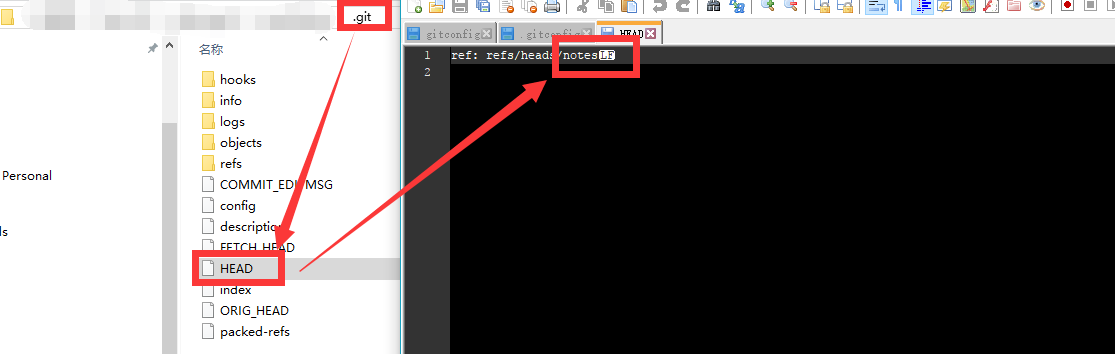 .git
名称
hooks
info
logs
objects
refs
COMMIT_EDITMSG
config
description
FETCH_HEAD
HEAD
index
ORIG_HEAD
packed-refs
Personal
ls
gitconfig
.gitconfig
HEAD
1 ref: refs/heads/notesLF
2